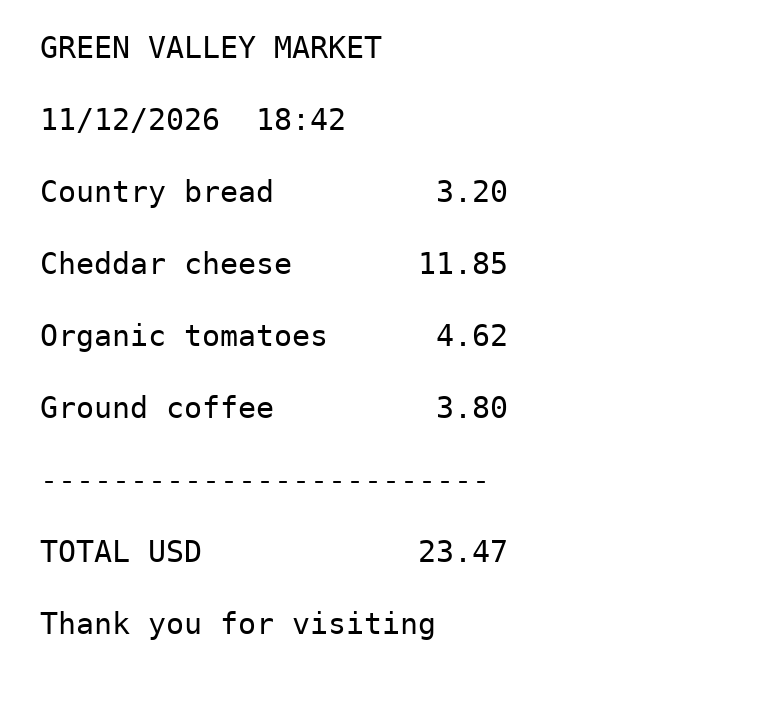 GREEN VALLEY MARKET
11/12/2026  18:42
Country bread         3.20
Cheddar cheese       11.85
Organic tomatoes      4.62
Ground coffee         3.80
-------------------------
TOTAL USD            23.47
Thank you for visiting